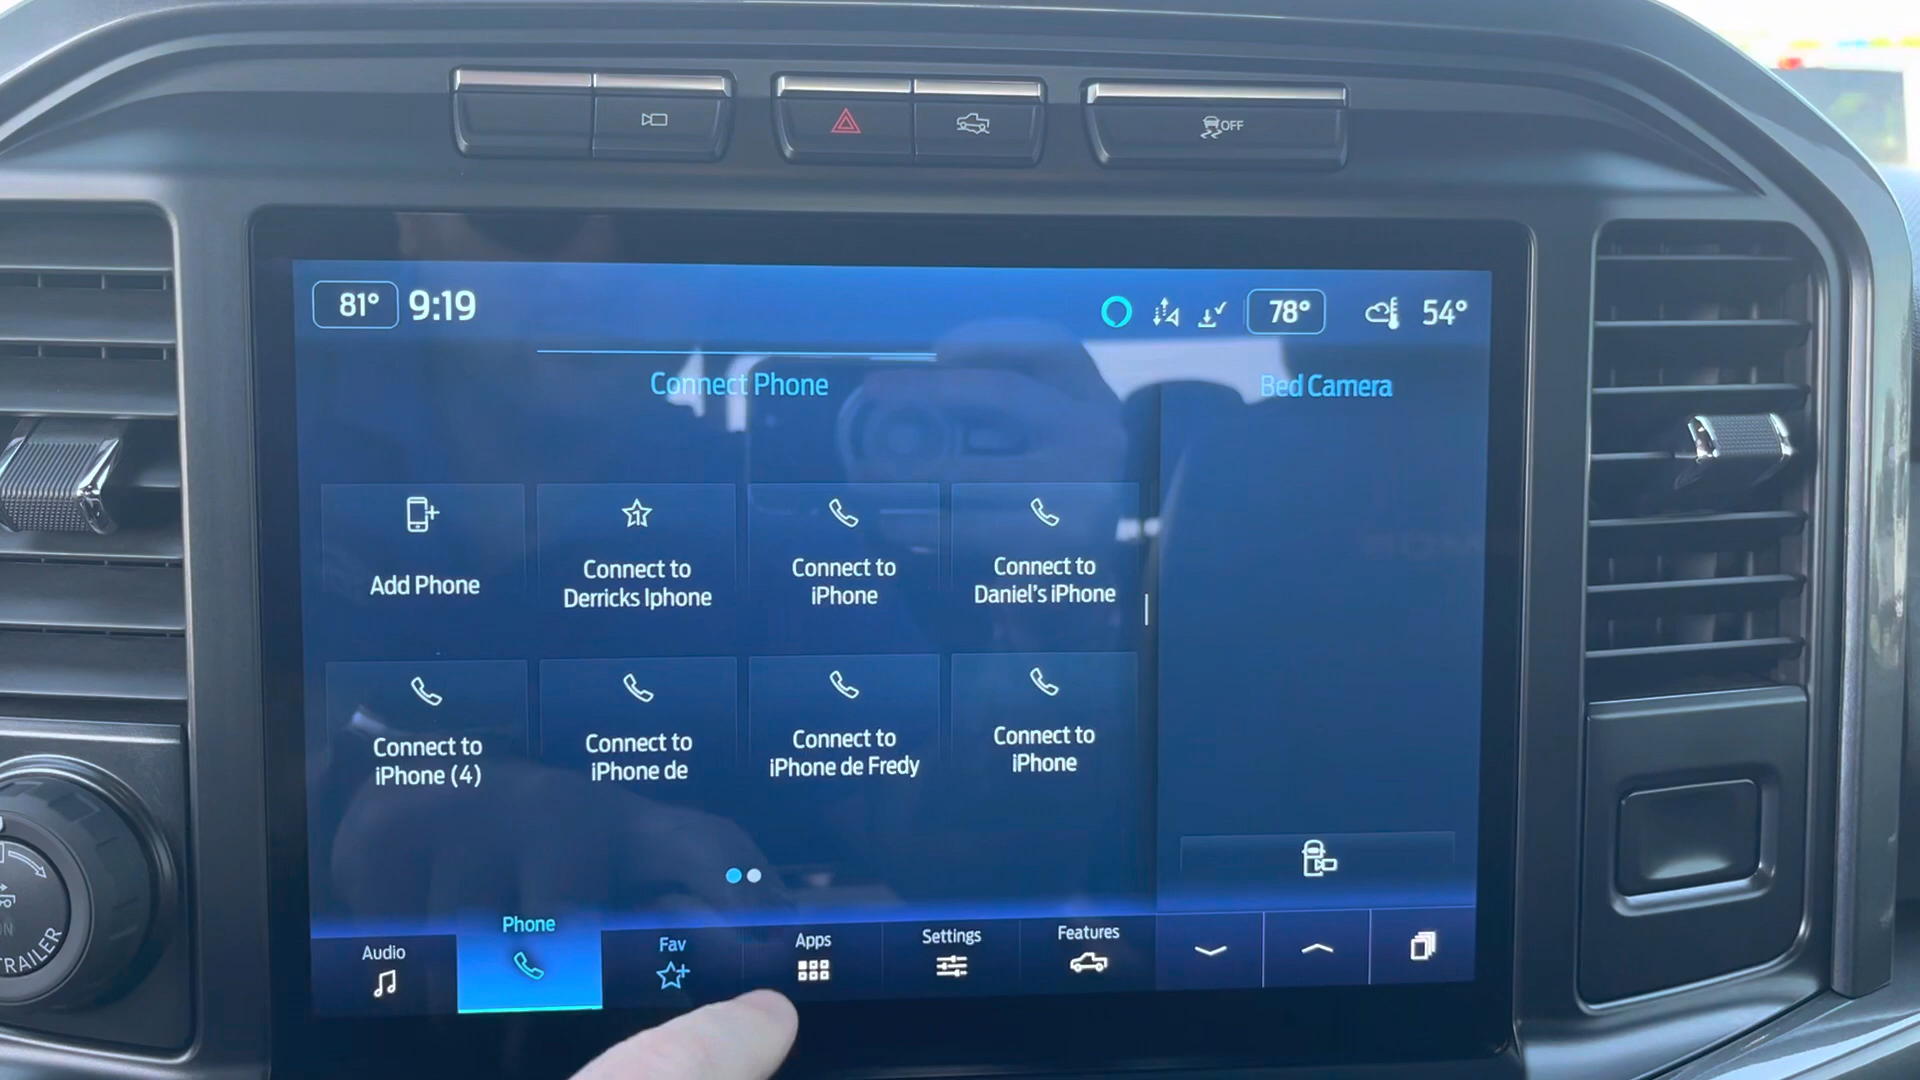 OFF
81° 9:19
78° 54°
Connect Phone
Bed Camera
Add Phone
1
Connect to
Derricks Iphone
Connect to
iPhone
Connect to
Daniel's iPhone
Connect to
iPhone (4)
Connect to
iPhone de
Connect to
iPhone de Fredy
Connect to
iPhone
Audio
Phone
Fav
Apps
Settings
Features
TRAILER